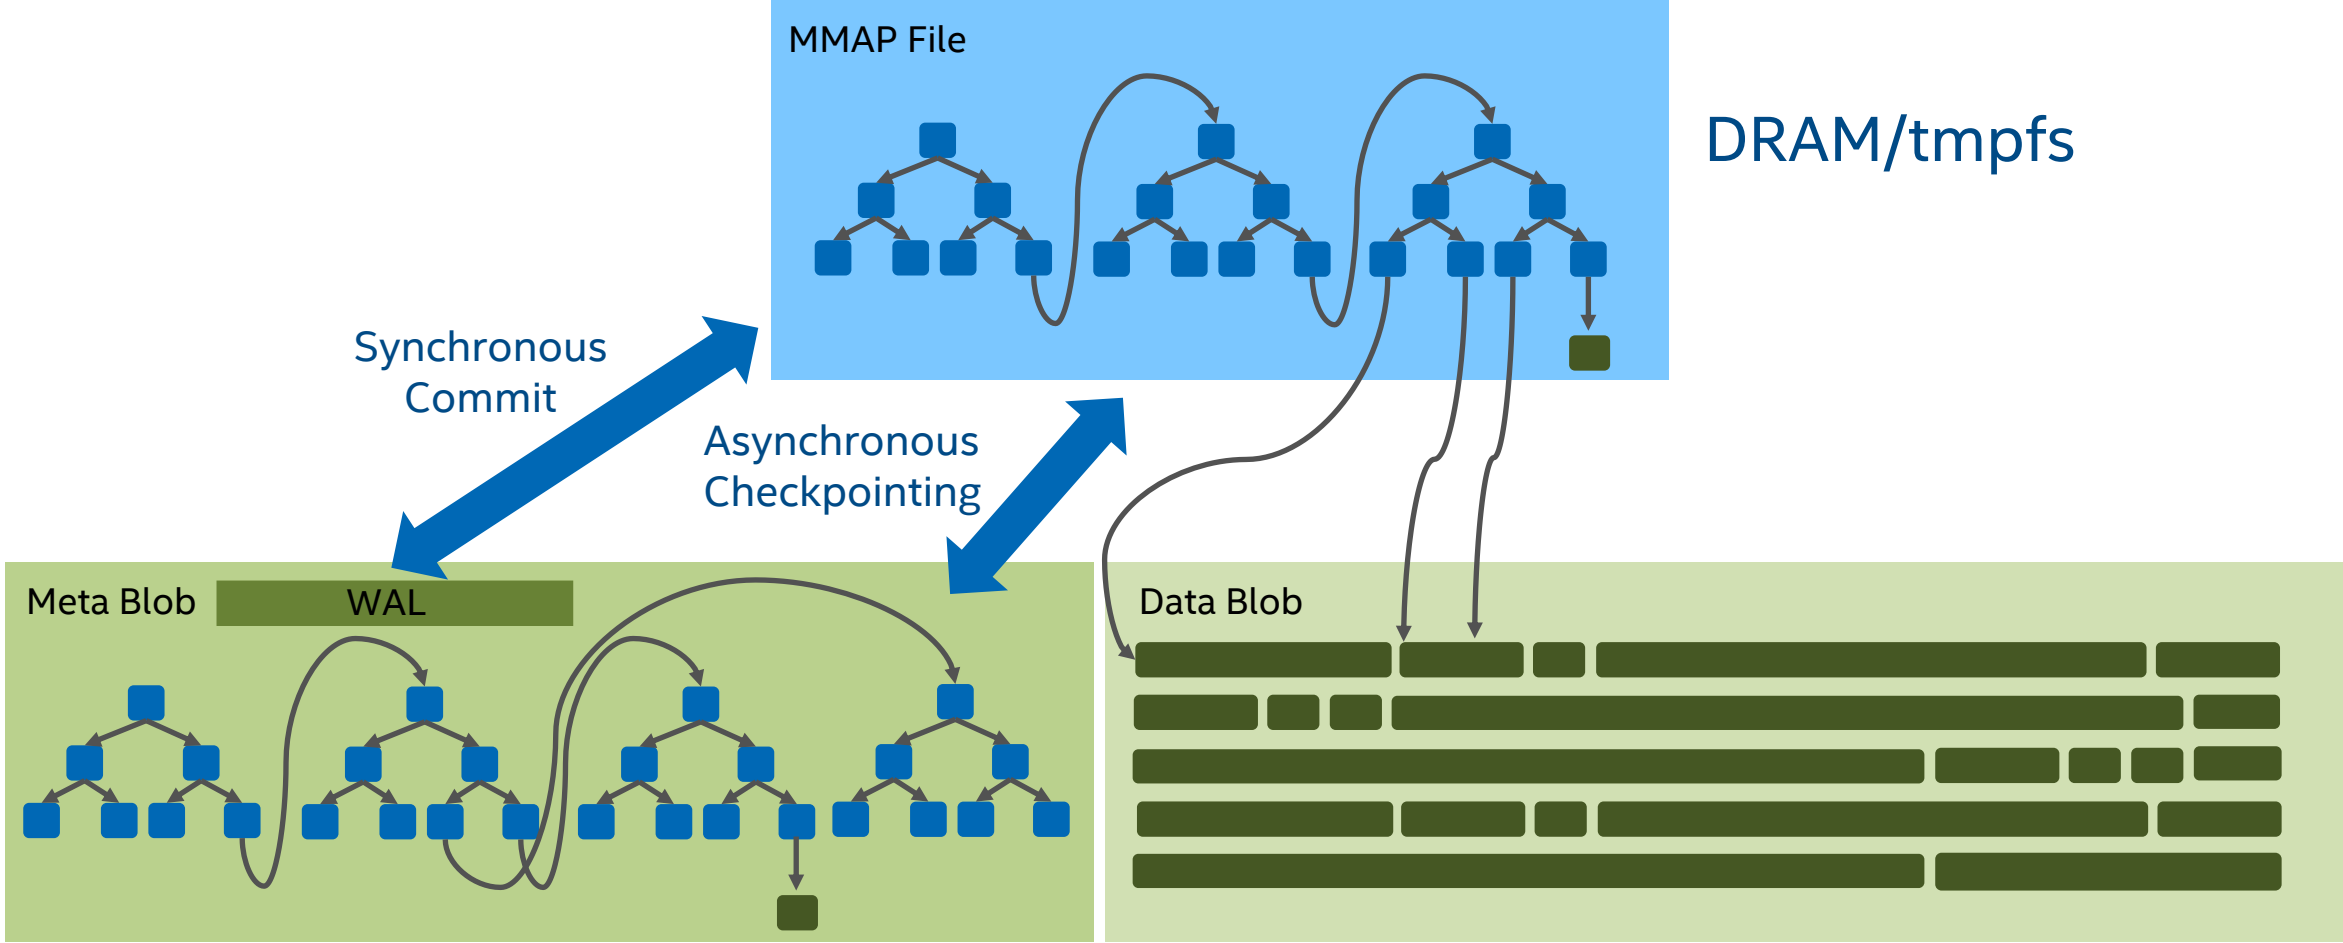 MMAP File
DRAM/tmpfs
Synchronous
Commit
Asynchronous
Checkpointing
Meta Blob
WAL
Data Blob